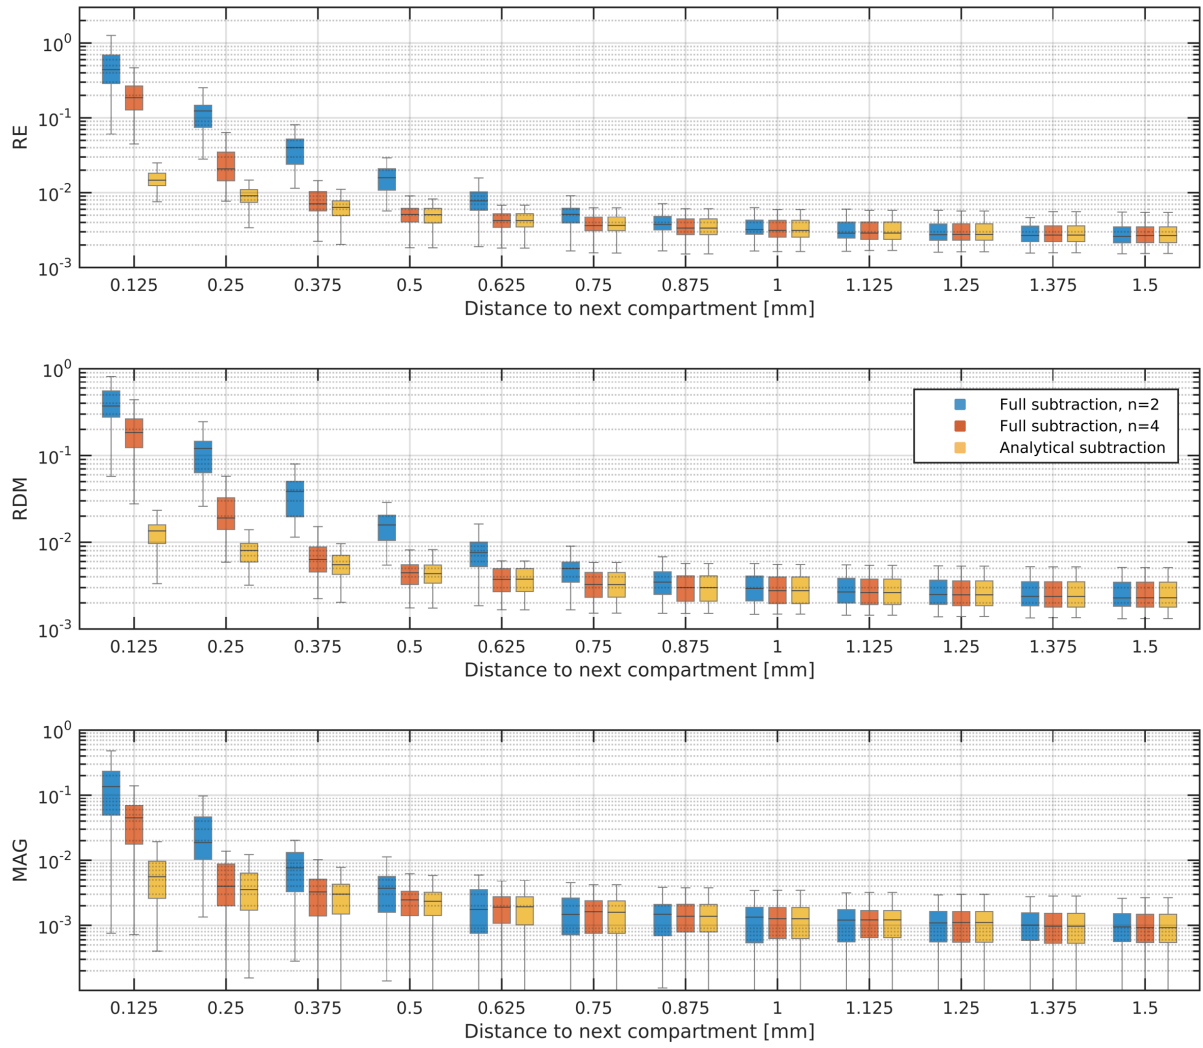 RE
10^0
10^-1
10^-2
10^-3
0.125 0.25 0.375 0.5 0.625 0.75 0.875 1 1.125 1.25 1.375 1.5
Distance to next compartment [mm]
RDM
10^0
10^-1
10^-2
10^-3
Full subtraction, n=2
Full subtraction, n=4
Analytical subtraction
0.125 0.25 0.375 0.5 0.625 0.75 0.875 1 1.125 1.25 1.375 1.5
Distance to next compartment [mm]
MAG
10^0
10^-1
10^-2
10^-3
0.125 0.25 0.375 0.5 0.625 0.75 0.875 1 1.125 1.25 1.375 1.5
Distance to next compartment [mm]